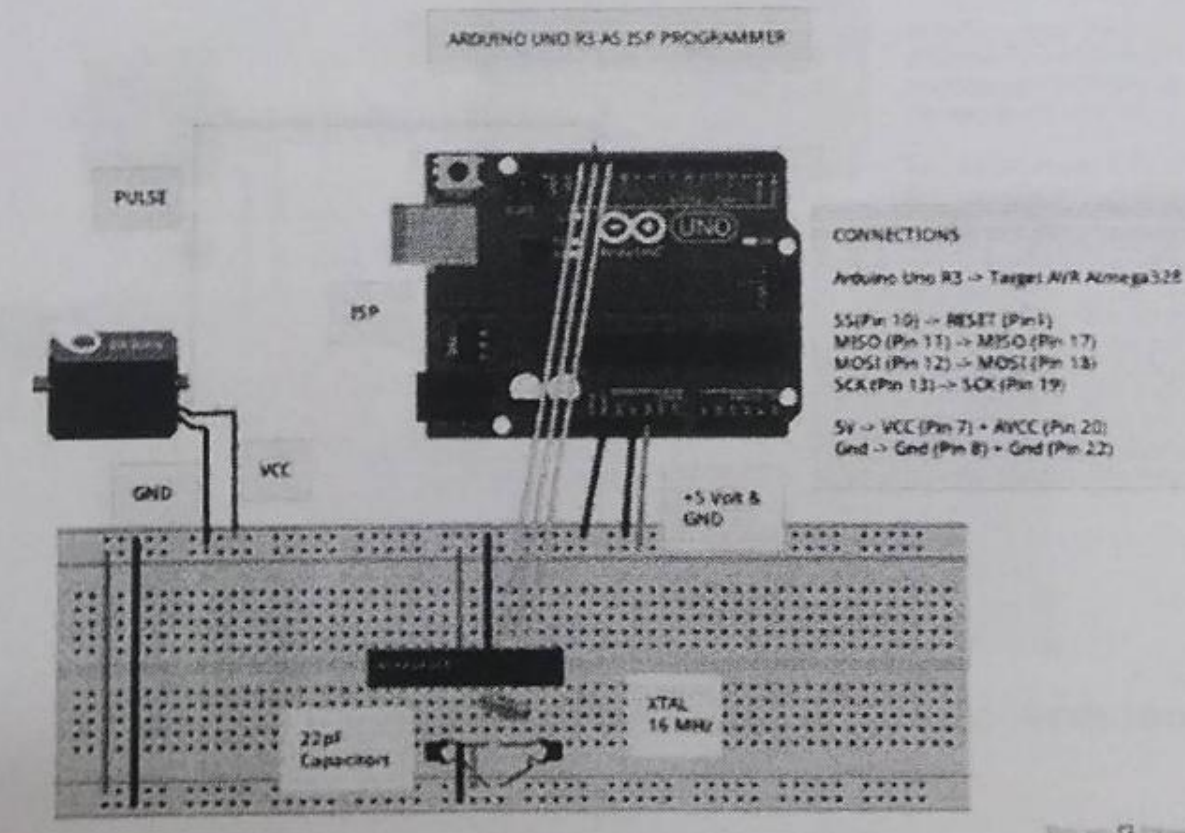 ARDUINO UNO R3 AS ISP PROGRAMMER
PULSE
UNO
ISP
CONNECTIONS
Arduino Uno R3 -> Target AVR Atmega328
SS(Pin 10) -> RESET (Pin1)
MISO (Pin 11) -> MISO (Pin 17)
MOSI (Pin 12) -> MOSI (Pin 18)
SCK (Pin 13) -> SCK (Pin 19)
5V -> VCC (Pin 7) + AVCC (Pin 20)
Gnd -> Gnd (Pin 8) + Gnd (Pin 22)
VCC
GND
+5 Volt &
GND
XTAL
16 MHz
22pF
Capacitors